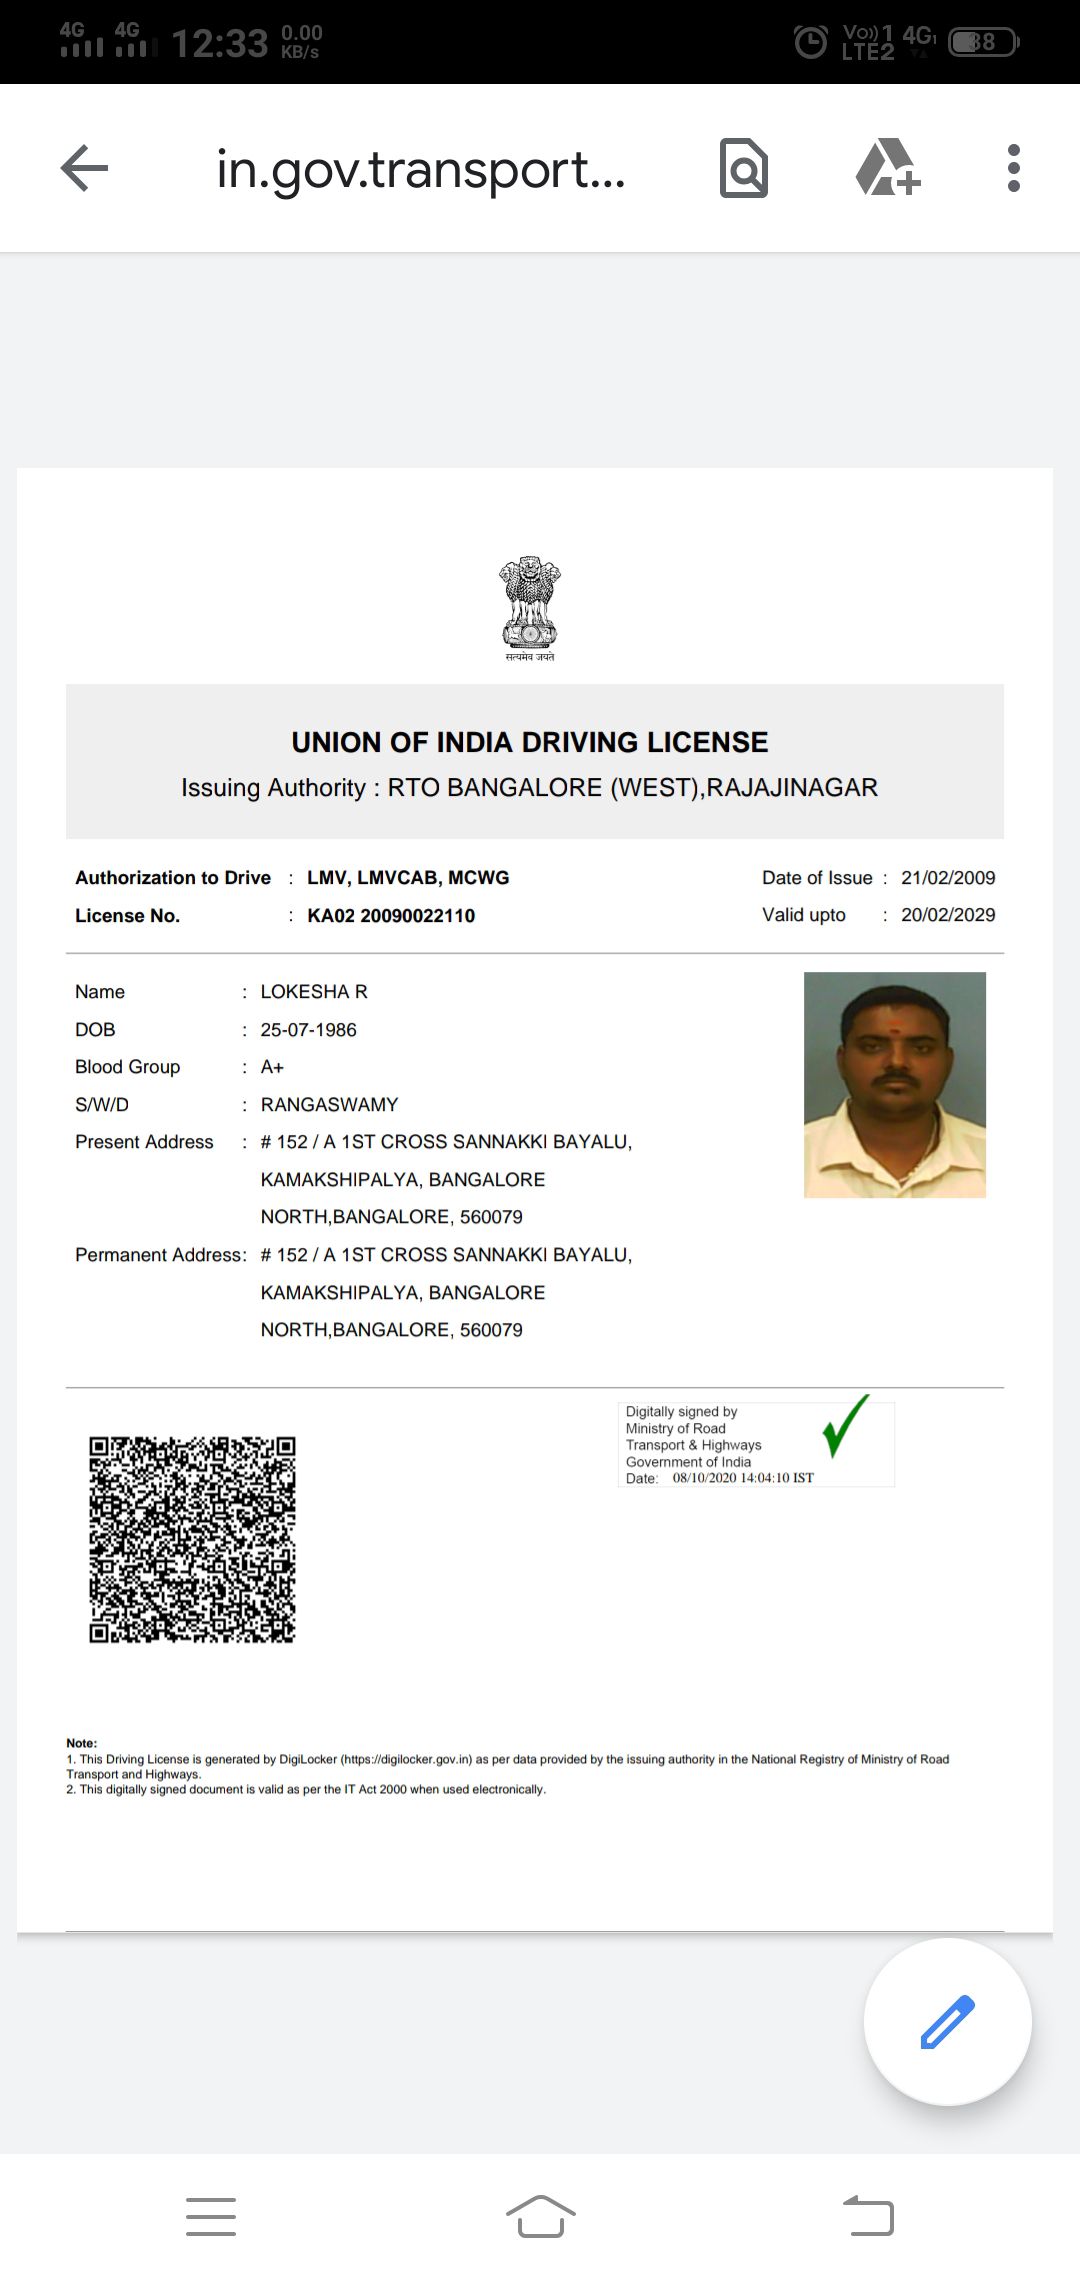 4G 4G 12:33 0.00 KB/s Vo)) 1 4G LTE2 38
in.gov.transport...
सत्यमेव जयते
UNION OF INDIA DRIVING LICENSE
Issuing Authority : RTO BANGALORE (WEST),RAJAJINAGAR
Authorization to Drive : LMV, LMVCAB, MCWG Date of Issue : 21/02/2009
License No. : KA02 20090022110 Valid upto : 20/02/2029
Name : LOKESHA R
DOB : 25-07-1986
Blood Group : A+
S/W/D : RANGASWAMY
Present Address : # 152 / A 1ST CROSS SANNAKKI BAYALU,
KAMAKSHIPALYA, BANGALORE
NORTH,BANGALORE, 560079
Permanent Address: # 152 / A 1ST CROSS SANNAKKI BAYALU,
KAMAKSHIPALYA, BANGALORE
NORTH,BANGALORE, 560079
Digitally signed by
Ministry of Road
Transport & Highways
Government of India
Date: 08/10/2020 14:04:10 IST
Note:
1. This Driving License is generated by DigiLocker (https://digilocker.gov.in) as per data provided by the issuing authority in the National Registry of Ministry of Road
Transport and Highways.
2. This digitally signed document is valid as per the IT Act 2000 when used electronically.